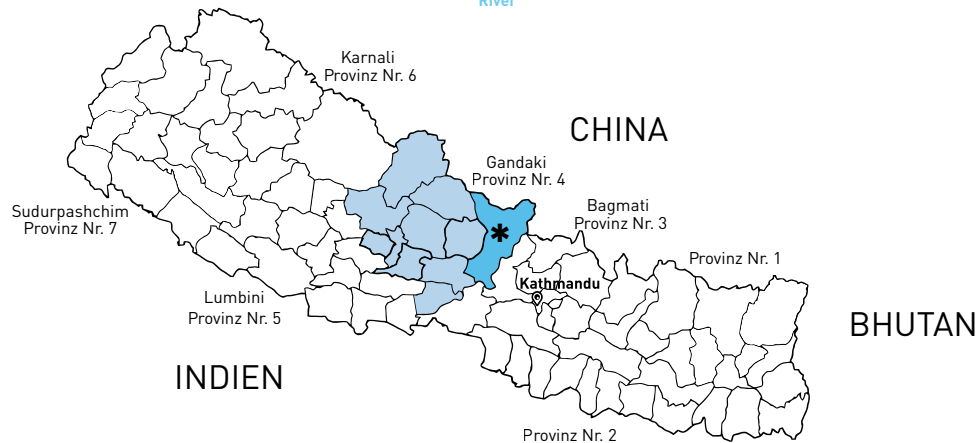 River
Karnali
Provinz Nr. 6
CHINA
Gandaki
Provinz Nr. 4
Bagmati
Provinz Nr. 3
Sudurpashchim
Provinz Nr. 7
Provinz Nr. 1
Kathmandu
Lumbini
Provinz Nr. 5
BHUTAN
INDIEN
Provinz Nr. 2